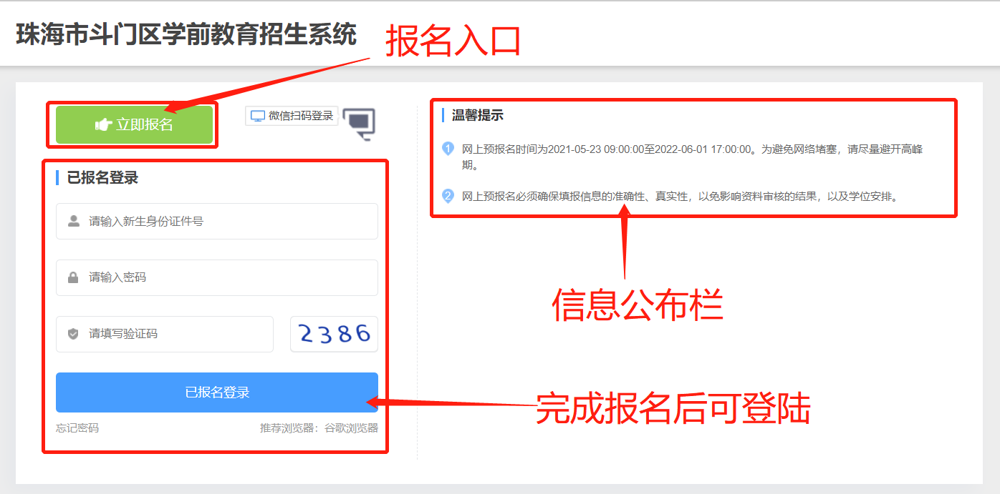 珠海市斗门区学前教育招生系统
报名入口
立即报名
微信扫码登录
已报名登录
请输入新生身份证件号
请输入密码
请填写验证码
2386
已报名登录
忘记密码
推荐浏览器：谷歌浏览器
温馨提示
1 网上预报名时间为2021-05-23 09:00:00至2022-06-01 17:00:00。为避免网络堵塞，请尽量避开高峰
期。
2 网上预报名必须确保填报信息的准确性、真实性，以免影响资料审核的结果，以及学位安排。
信息公布栏
完成报名后可登陆